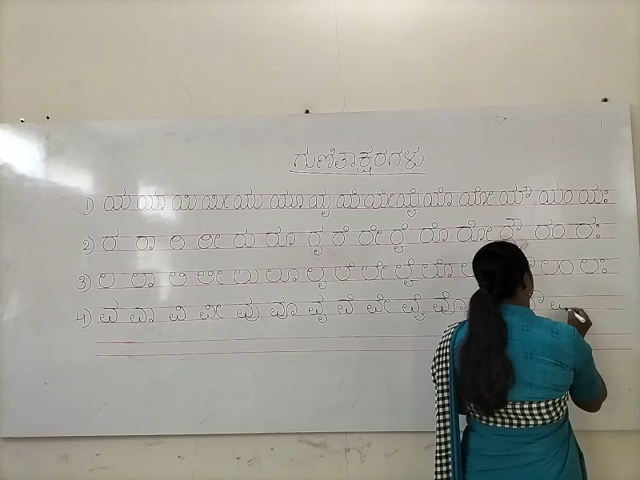 ಗುಣಿತಾಕ್ಷರಗಳು
1) ಯ ಯಾ ಯಿ ಯೀ ಯು ಯೂ ಯೃ ಯೆ ಯೇ ಯೈ ಯೊ ಯೋ ಯೌ ಯಂ ಯಃ
2) ರ ರಾ ರಿ ರೀ ರು ರೂ ರೃ ರೆ ರೇ ರೈ ರೊ ರೋ ರೌ ರಂ ರಃ
3) ಲ ಲಾ ಲಿ ಲೀ ಲು ಲೂ ಲೃ ಲೆ ಲೇ ಲೈ ಲೊ ಲಂ ಲಃ
4) ವ ವಾ ವಿ ವೀ ವು ವೂ ವೃ ವೆ ವೇ ವೈ ವೊ